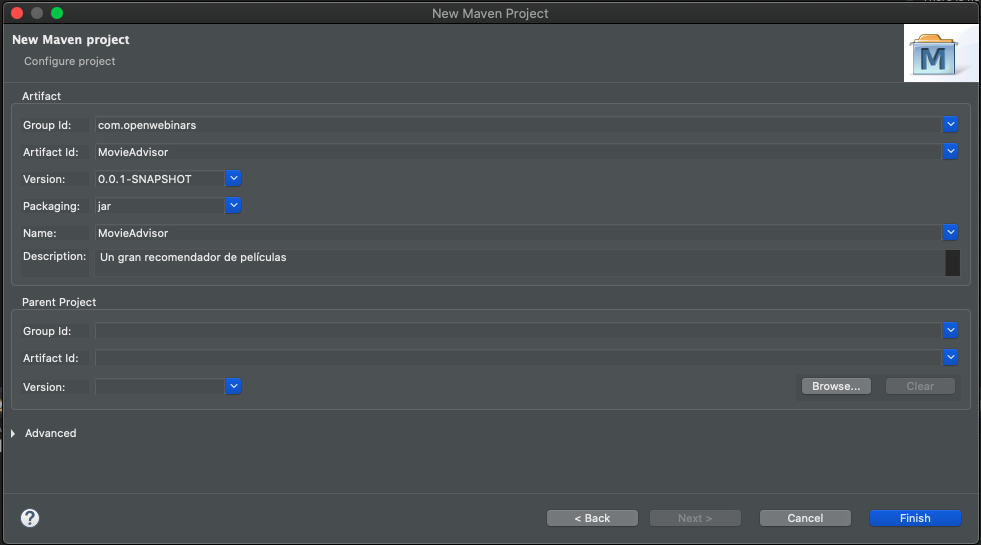 New Maven Project
New Maven project
Configure project
M
Artifact
Group Id: com.openwebinars
Artifact Id: MovieAdvisor
Version: 0.0.1-SNAPSHOT
Packaging: jar
Name: MovieAdvisor
Description: Un gran recomendador de películas
Parent Project
Group Id:
Artifact Id:
Version:
Browse... Clear
Advanced
? < Back Next > Cancel Finish